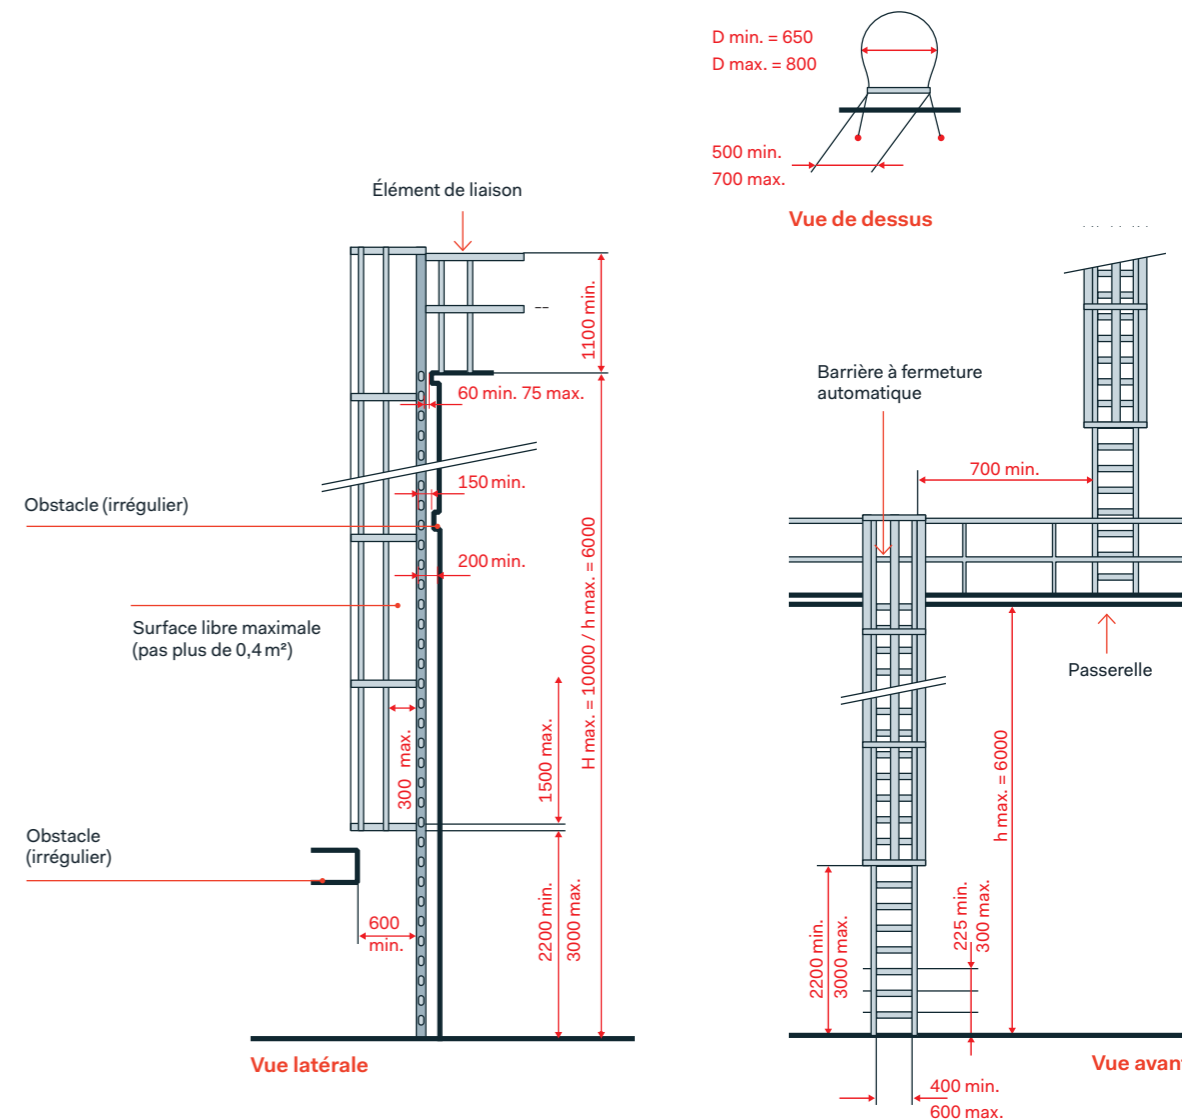 D min. = 650
D max. = 800
500 min.
700 max.
Vue de dessus
Élément de liaison
1100 min.
60 min. 75 max.
150 min.
Obstacle (irrégulier)
200 min.
Surface libre maximale
(pas plus de 0,4 m²)
H max. = 10000 / h max. = 6000
300 max.
1500 max.
Obstacle
(irrégulier)
600
min.
2200 min.
3000 max.
Vue latérale
Barrière à fermeture
automatique
700 min.
Passerelle
h max. = 6000
2200 min.
3000 max.
225 min.
300 max.
Vue avant
400 min.
600 max.